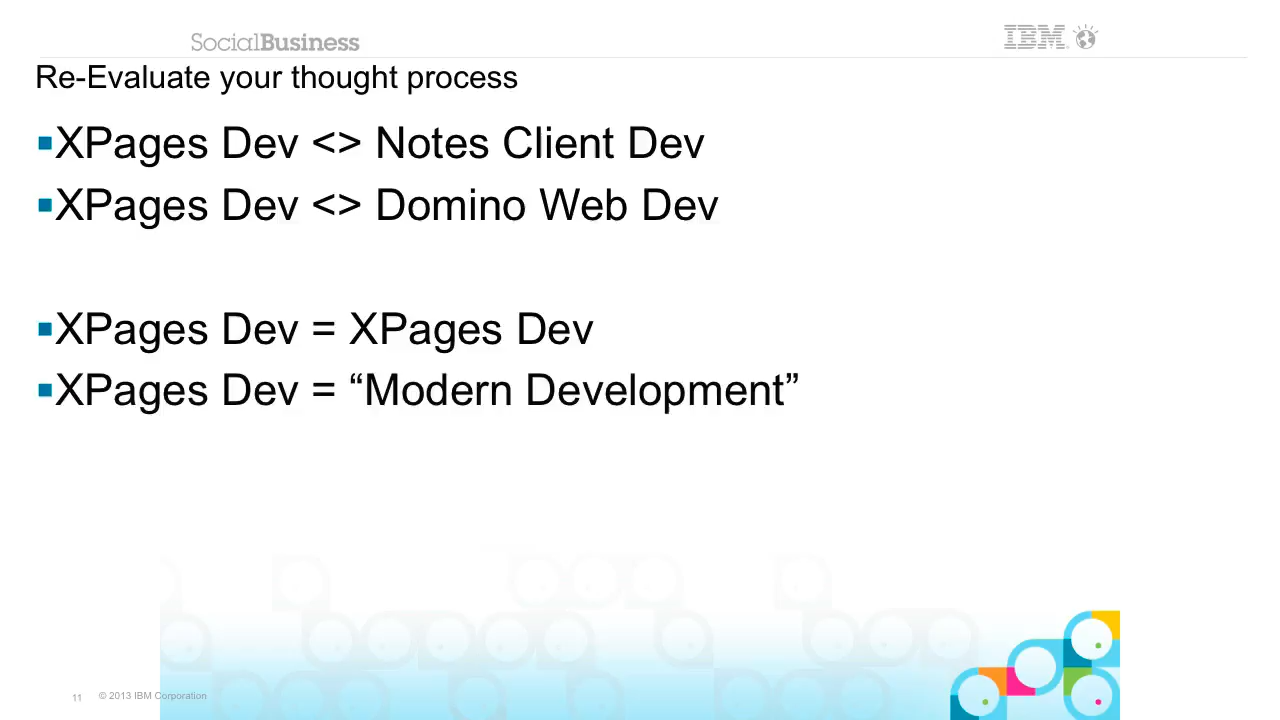 SocialBusiness
IBM
Re-Evaluate your thought process
▪XPages Dev <> Notes Client Dev
▪XPages Dev <> Domino Web Dev
▪XPages Dev = XPages Dev
▪XPages Dev = “Modern Development”
11 © 2013 IBM Corporation